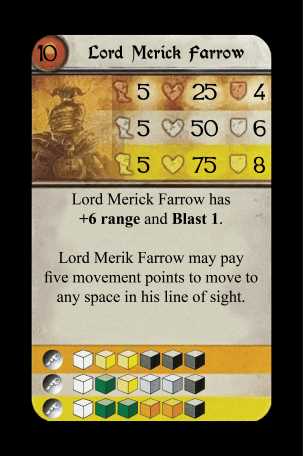 10 Lord Merick Farrow
5 25 4
5 50 6
5 75 8
Lord Merick Farrow has
+6 range and Blast 1.
Lord Merik Farrow may pay
five movement points to move to
any space in his line of sight.